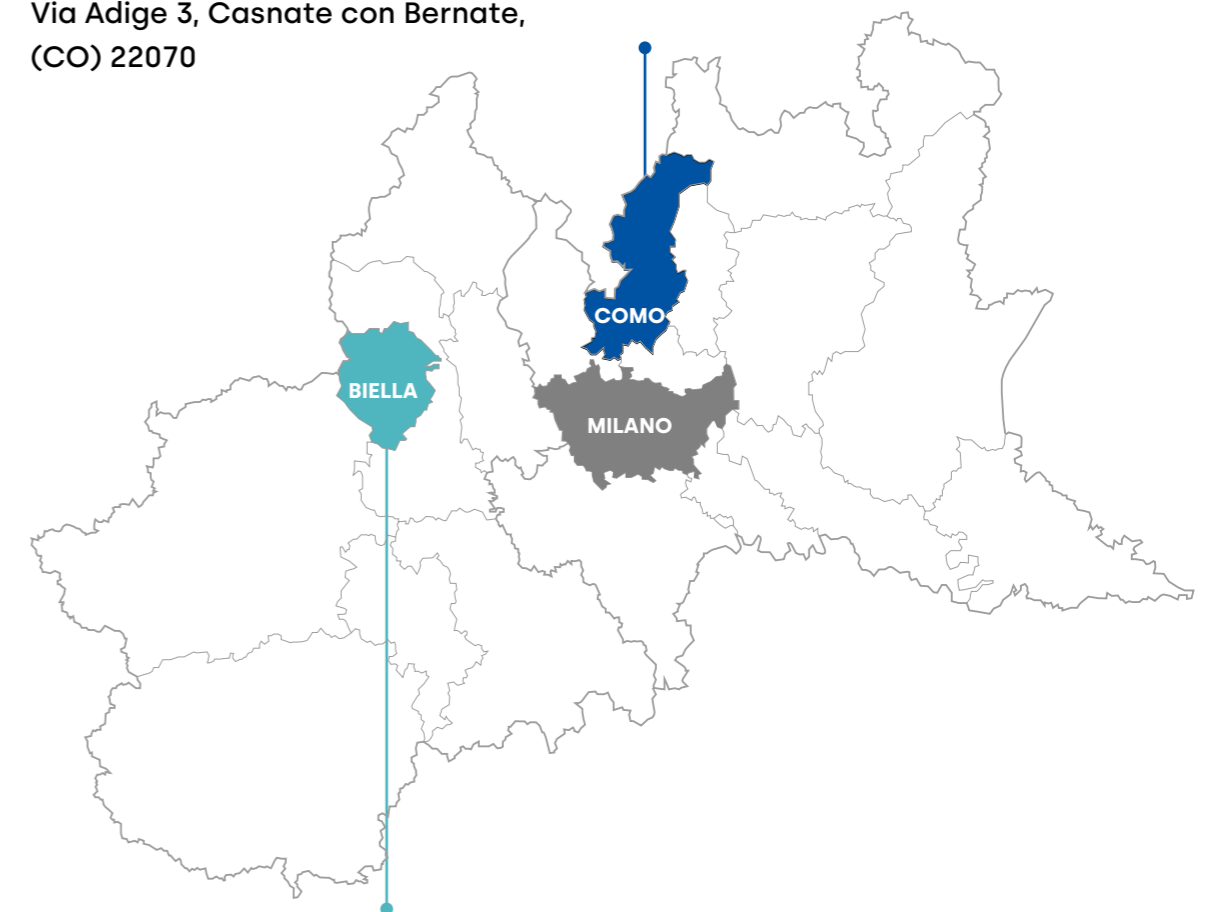 Via Adige 3, Casnate con Bernate,
(CO) 22070
COMO
BIELLA
MILANO